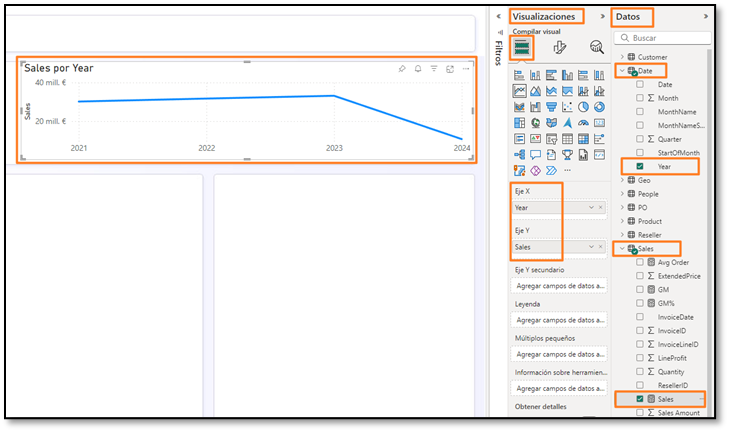 Sales por Year
40 mill. €
20 mill. €
Sales
2021
2022
2023
2024
Filtros
Visualizaciones
Compilar visual
Eje X
Year
Eje Y
Sales
Eje Y secundario
Agregar campos de datos a...
Leyenda
Agregar campos de datos a...
Múltiplos pequeños
Agregar campos de datos a...
Información sobre herramien...
Agregar campos de datos a...
Obtener detalles
Datos
Buscar
Customer
Date
Date
Month
MonthName
MonthNameS...
Quarter
StartOfMonth
Year
Geo
People
PO
Product
Reseller
Sales
Avg Order
ExtendedPrice
GM
GM%
InvoiceDate
InvoiceID
InvoiceLineID
LineProfit
Quantity
ResellerID
Sales
Sales Amount